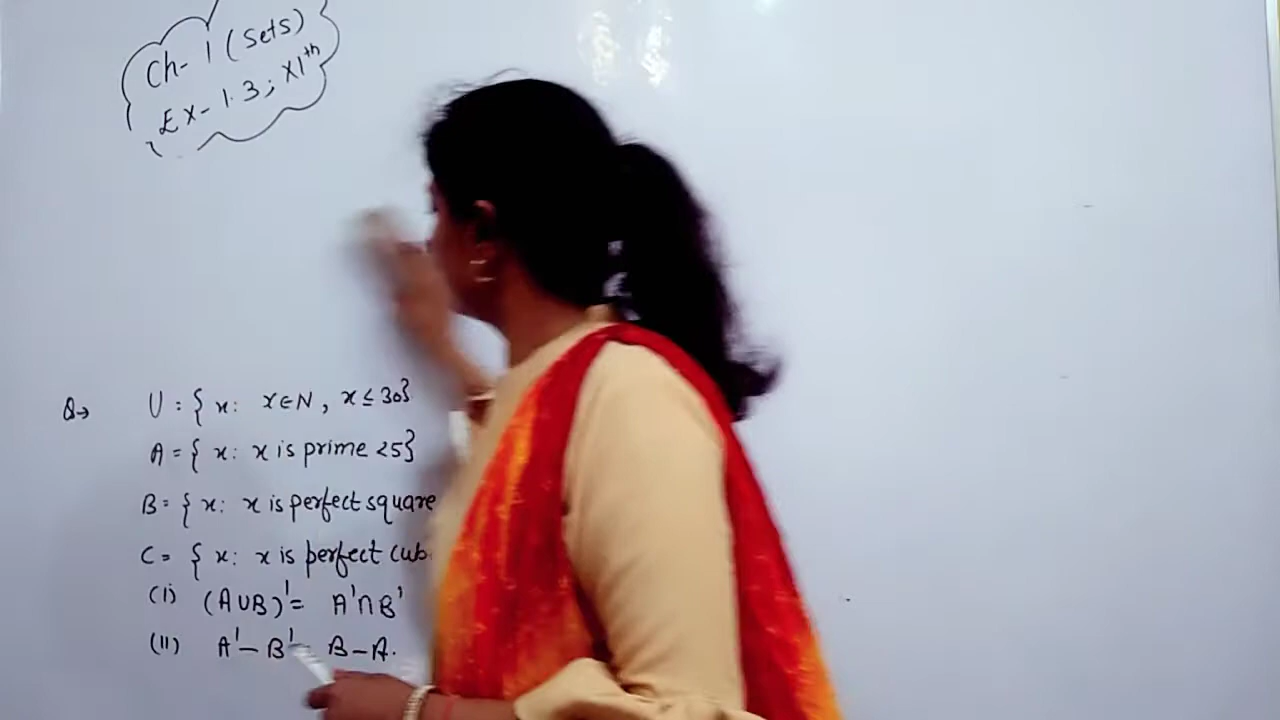 Ch- 1 (Sets)
Ex- 1.3; XIth
Q→ U = { x: x∈N, x ≤ 30}
A = { x: x is prime <5}
B = { x: x is perfect square
C = { x: x is perfect cub
(i) (A∪B)' = A'∩B'
(ii) A' - B' B - A.